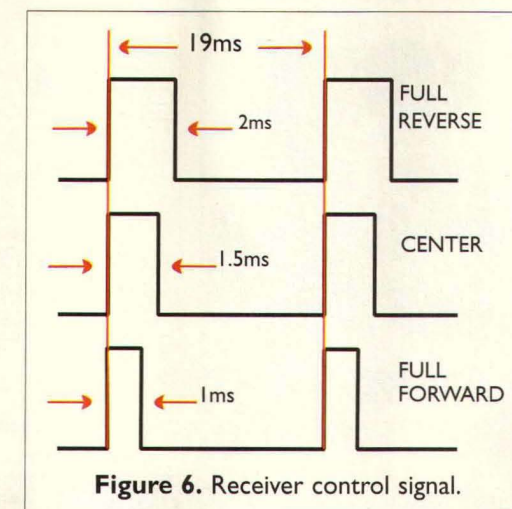 19ms
FULL
REVERSE
2ms
CENTER
1.5ms
FULL
FORWARD
1ms
Figure 6. Receiver control signal.